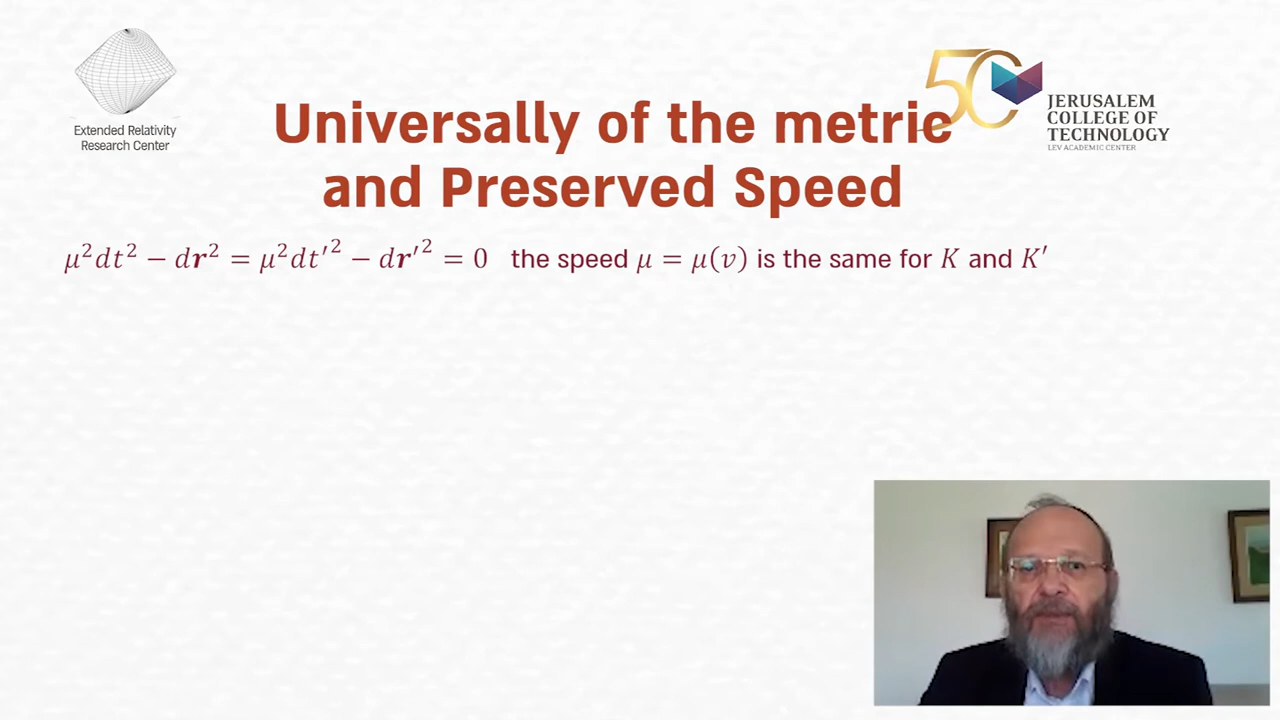 Extended Relativity
Research Center
50
JERUSALEM
COLLEGE OF
TECHNOLOGY
LEV ACADEMIC CENTER
Universally of the metric
and Preserved Speed
μ²dt² − dr² = μ²dt′² − dr′² = 0 the speed μ = μ(v) is the same for K and K′